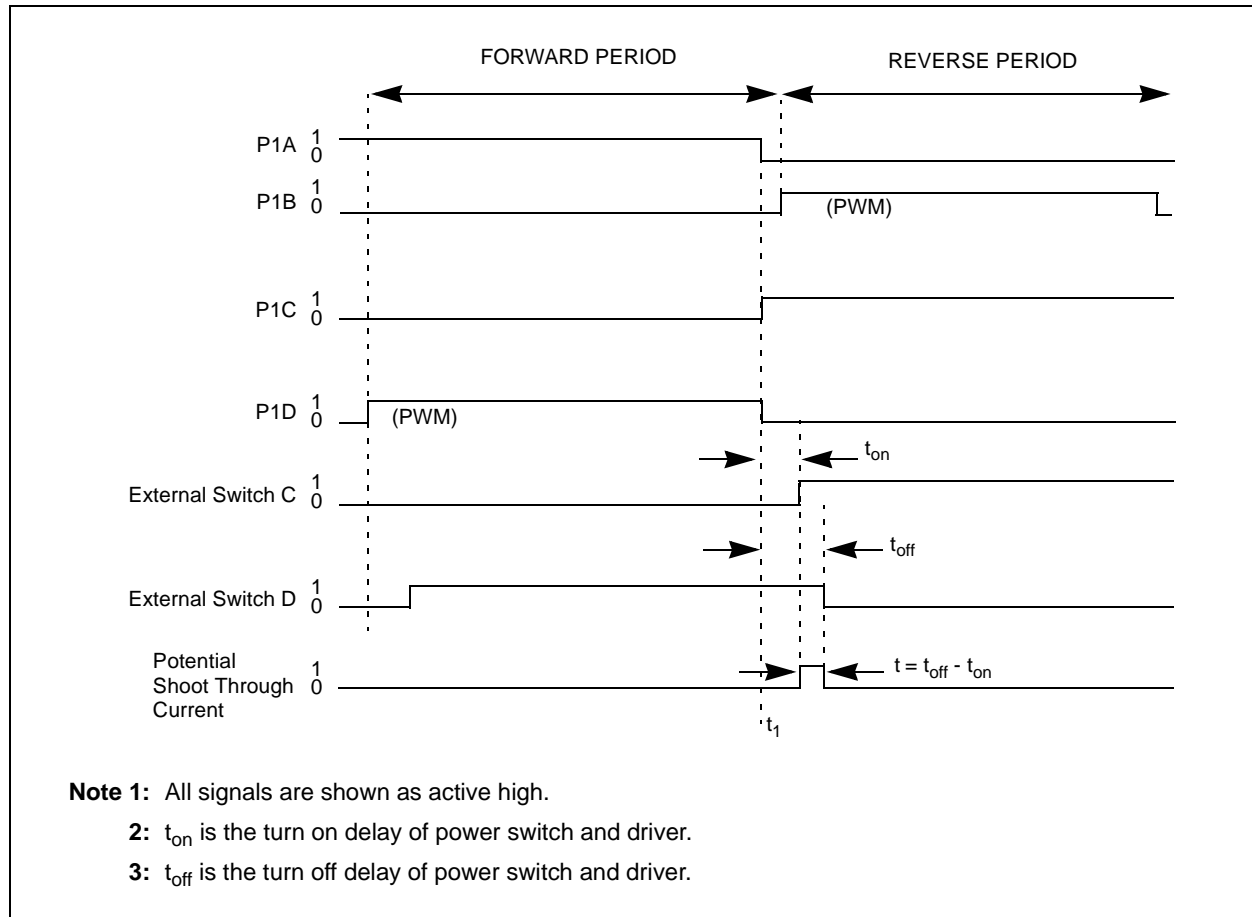 FORWARD PERIOD
REVERSE PERIOD
P1A 1
0
P1B 1
0
(PWM)
P1C 1
0
P1D 1
0
(PWM)
ton
External Switch C 1
0
toff
External Switch D 1
0
Potential
Shoot Through
Current
1
0
t = toff - ton
t1
Note 1: All signals are shown as active high.
2: ton is the turn on delay of power switch and driver.
3: toff is the turn off delay of power switch and driver.